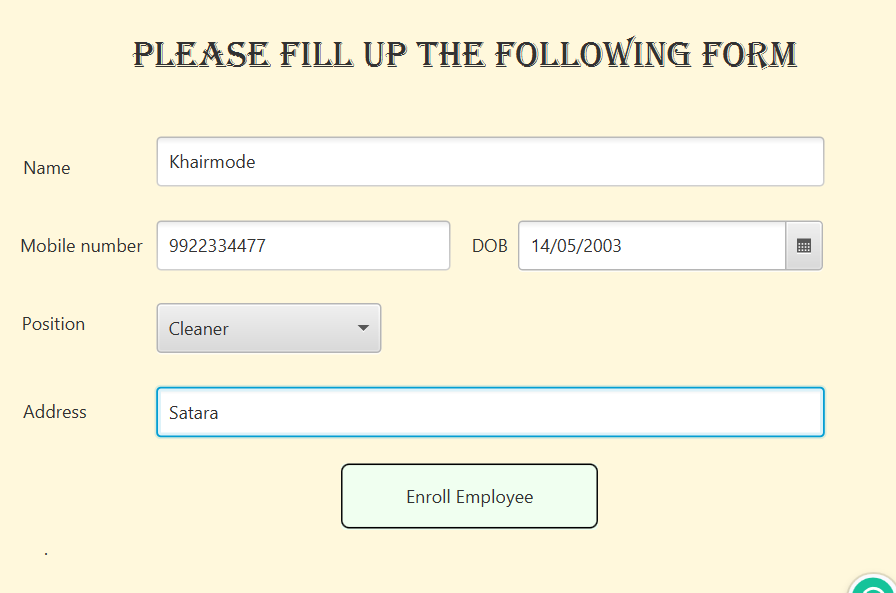 PLEASE FILL UP THE FOLLOWING FORM
Name Khairmode
Mobile number 9922334477 DOB 14/05/2003
Position Cleaner
Address Satara
Enroll Employee
.